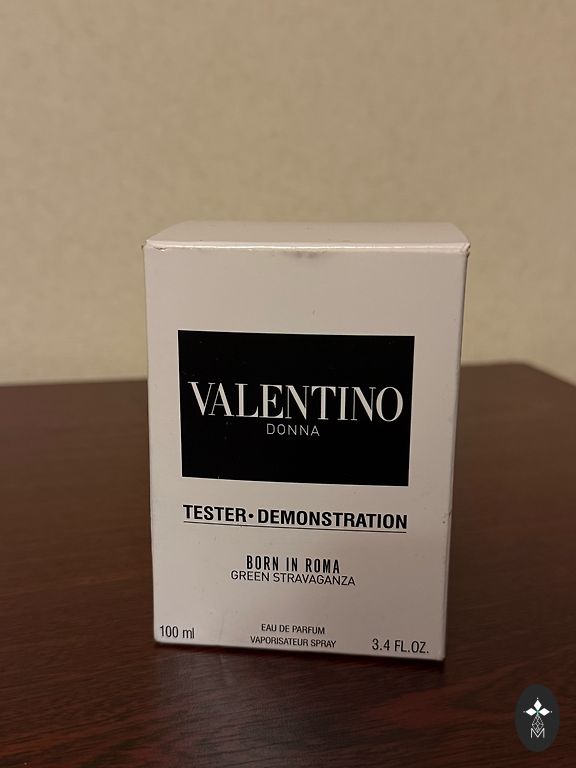 VALENTINO
DONNA
TESTER • DEMONSTRATION
BORN IN ROMA
GREEN STRAVAGANZA
EAU DE PARFUM
100 ml VAPORISATEUR SPRAY 3.4 FL.OZ.
M